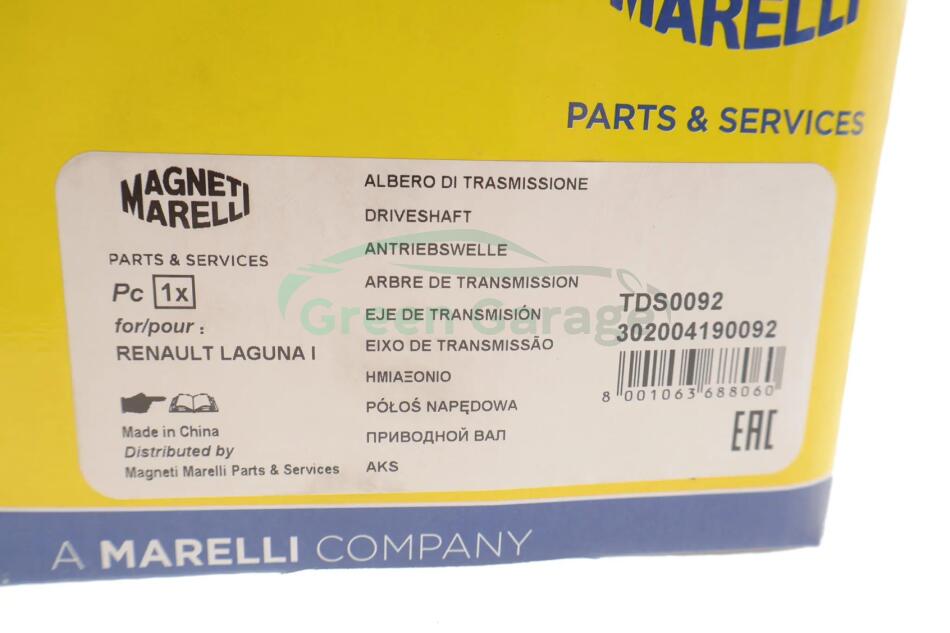 MARELLI
PARTS & SERVICES
MAGNETI
MARELLI
PARTS & SERVICES
Pc 1x
for/pour :
RENAULT LAGUNA I
Made in China
Distributed by
Magneti Marelli Parts & Services
ALBERO DI TRASMISSIONE
DRIVESHAFT
ANTRIEBSWELLE
ARBRE DE TRANSMISSION
EJE DE TRANSMISIÓN
EIXO DE TRANSMISSÃO
ΗΜΙΑΞΟΝΙΟ
PÓŁOŚ NAPĘDOWA
ПРИВОДНОЙ ВАЛ
AKS
TDS0092
302004190092
8 001063 688060
EAC
Green Garage
A MARELLI COMPANY